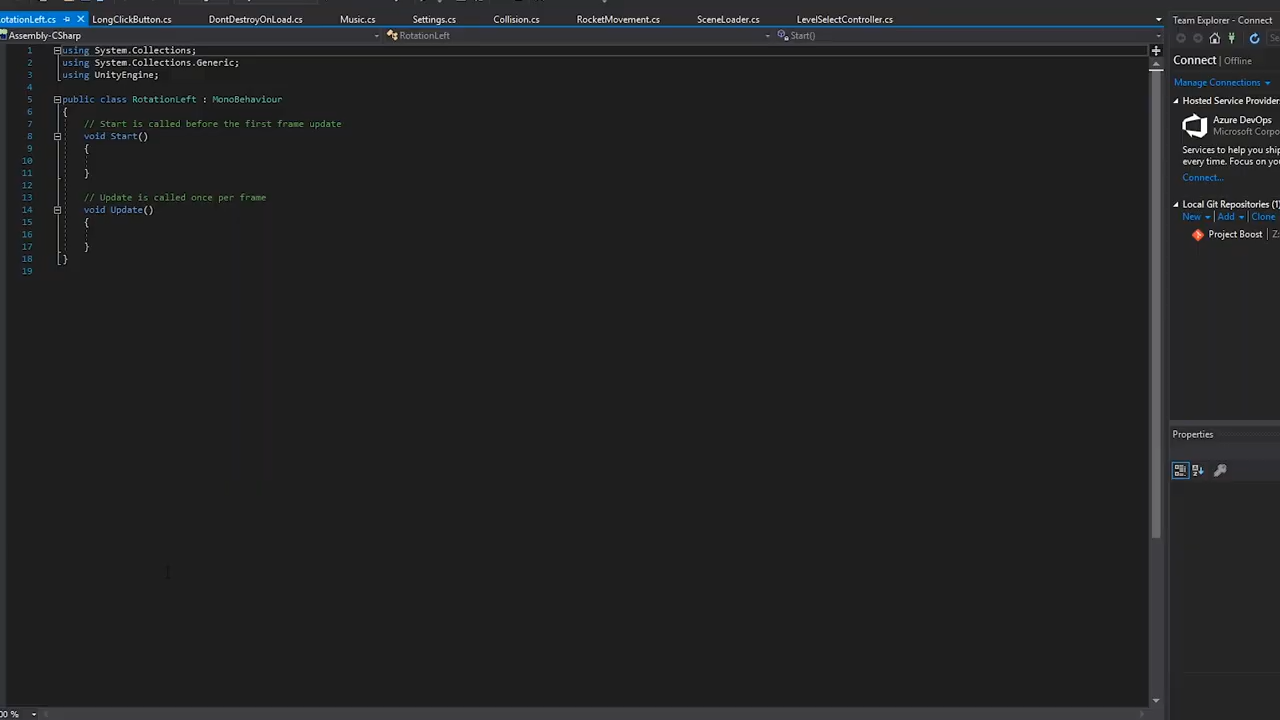 otationLeft.cs
LongClickButton.cs
DontDestroyOnLoad.cs
Music.cs
Settings.cs
Collision.cs
RocketMovement.cs
SceneLoader.cs
LevelSelectController.cs
Assembly-CSharp
RotationLeft
Start()
1 using System.Collections;
2 using System.Collections.Generic;
3 using UnityEngine;
4
5 public class RotationLeft : MonoBehaviour
6 {
7 // Start is called before the first frame update
8 void Start()
9 {
10
11 }
12
13 // Update is called once per frame
14 void Update()
15 {
16
17 }
18 }
19
00 %
Team Explorer - Connect
Se
Connect | Offline
Manage Connections
Hosted Service Provider
Azure DevOps
Microsoft Corpo
Services to help you ship
every time. Focus on you
Connect...
Local Git Repositories (1)
New | Add | Clone
Project Boost
Properties